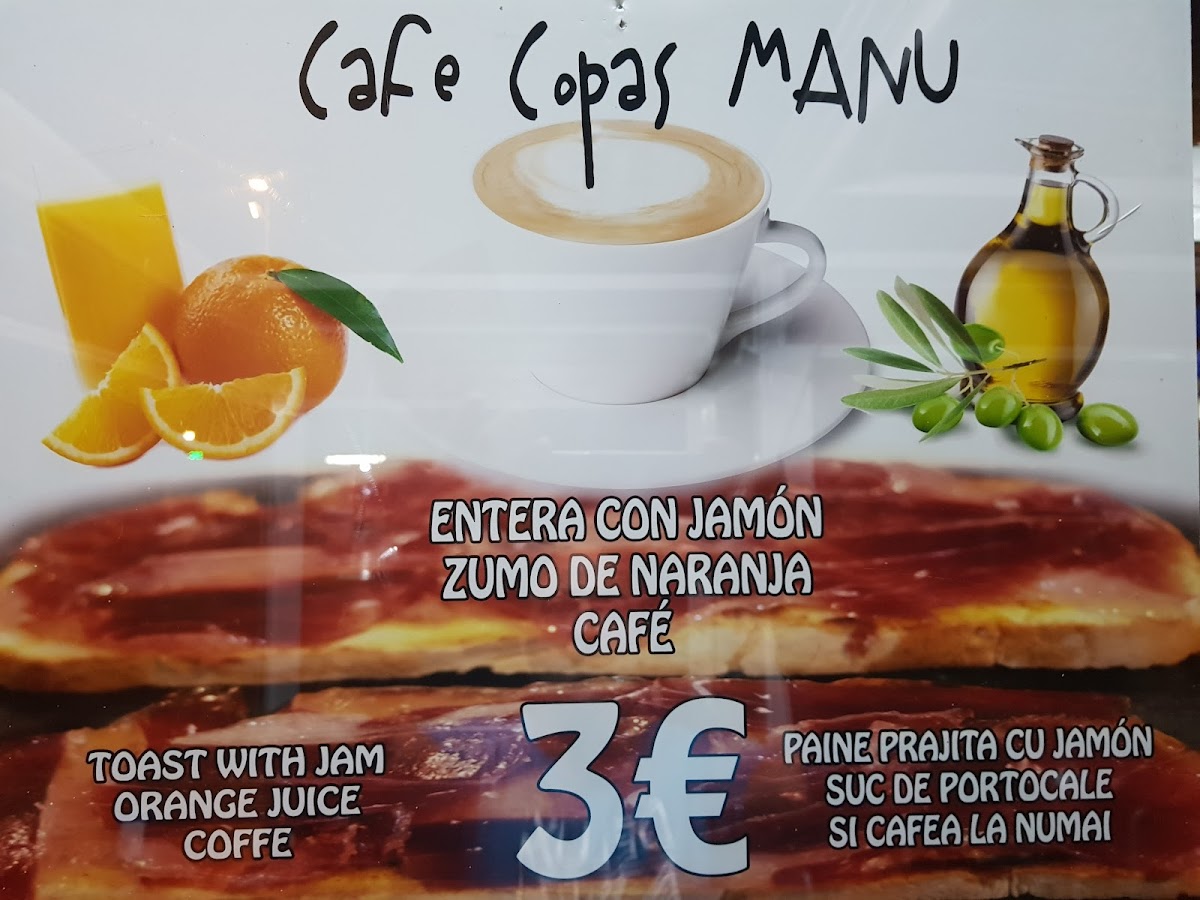 Cafe Copas MANU
ENTERA CON JAMÓN
ZUMO DE NARANJA
CAFÉ
3€
TOAST WITH JAM
ORANGE JUICE
COFFE
PAINE PRAJITA CU JAMÓN
SUC DE PORTOCALE
SI CAFEA LA NUMAI